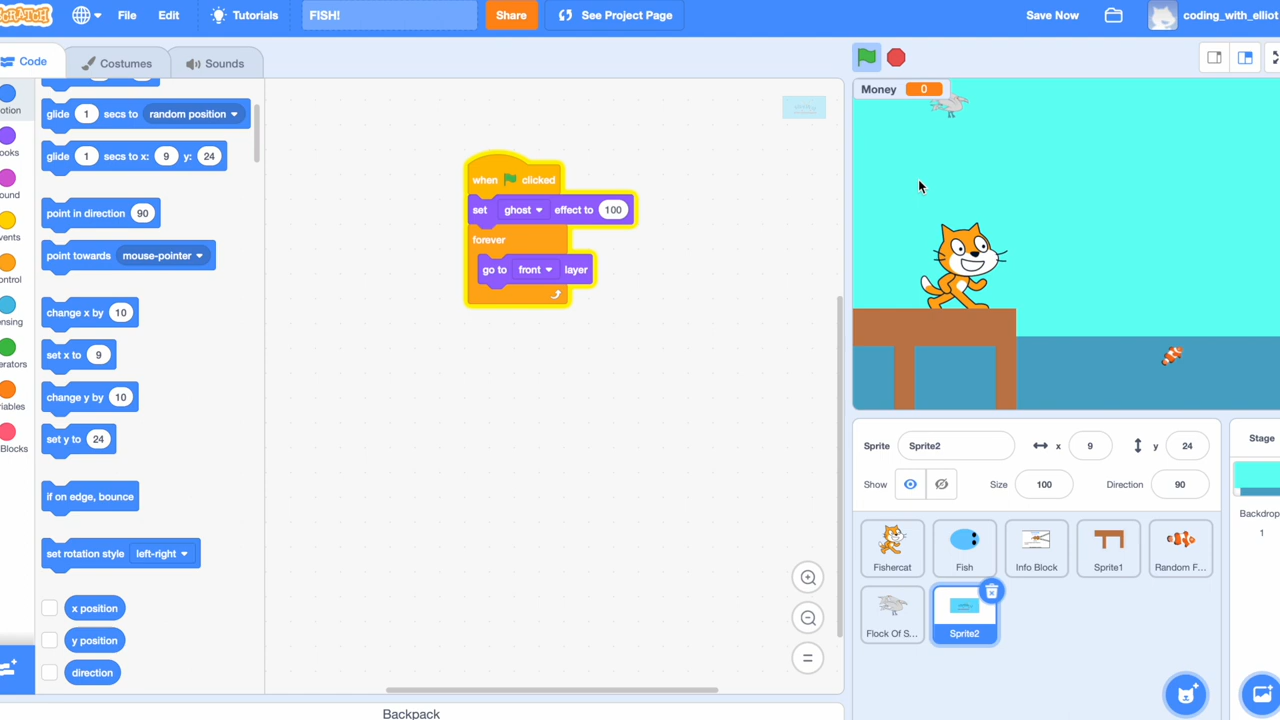 SCRATCH File Edit Tutorials FISH! Share See Project Page Save Now coding_with_elliot
Code Costumes Sounds
glide 1 secs to random position
glide 1 secs to x: 9 y: 24
point in direction 90
point towards mouse-pointer
change x by 10
set x to 9
change y by 10
set y to 24
if on edge, bounce
set rotation style left-right
x position
y position
direction
otion
ooks
ound
vents
ontrol
ensing
erators
riables
Blocks
when clicked
set ghost effect to 100
forever
go to front layer
Money 0
Sprite Sprite2 x 9 y 24
Show Size 100 Direction 90
Fishercat Fish Info Block Sprite1 Random F...
Flock Of S... Sprite2
Stage
Backdrop
1
Backpack